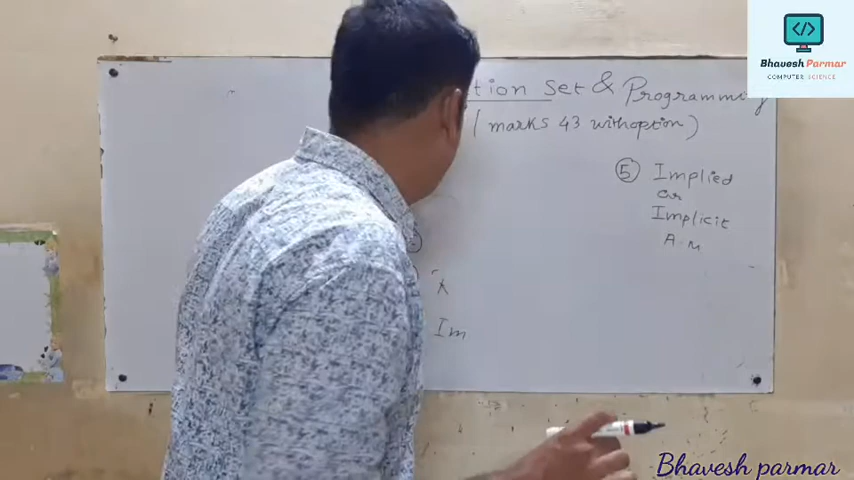 tion Set & Programming
(marks 43 withoption)
⑤ Implied
or
Implicit
A.m
k
Im
</>
Bhavesh Parmar
COMPUTER SCIENCE
Bhavesh parmar